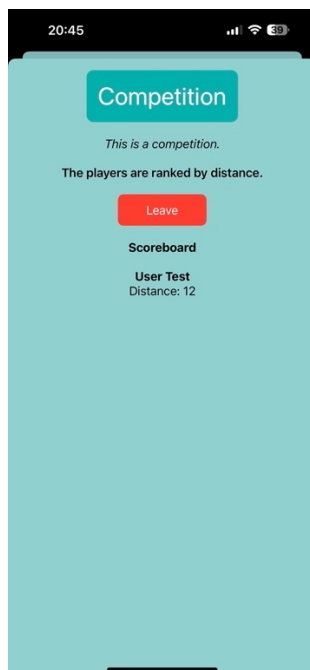 20:45
39
Competition
This is a competition.
The players are ranked by distance.
Leave
Scoreboard
User Test
Distance: 12